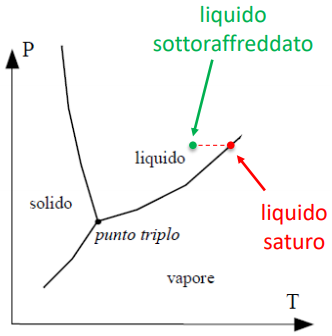 liquido
sottoraffreddato
P
liquido
solido
liquido
saturo
punto triplo
vapore
T